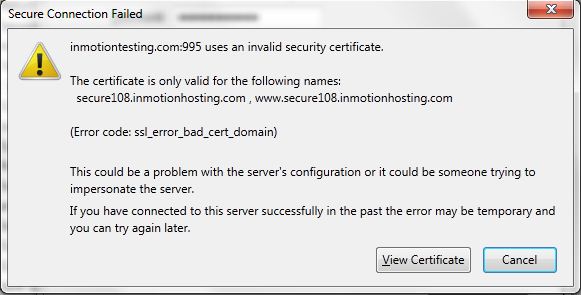 Secure Connection Failed
inmotiontesting.com:995 uses an invalid security certificate.
The certificate is only valid for the following names:
secure108.inmotionhosting.com , www.secure108.inmotionhosting.com
(Error code: ssl_error_bad_cert_domain)
This could be a problem with the server's configuration or it could be someone trying to
impersonate the server.
If you have connected to this server successfully in the past the error may be temporary and
you can try again later.
View Certificate
Cancel